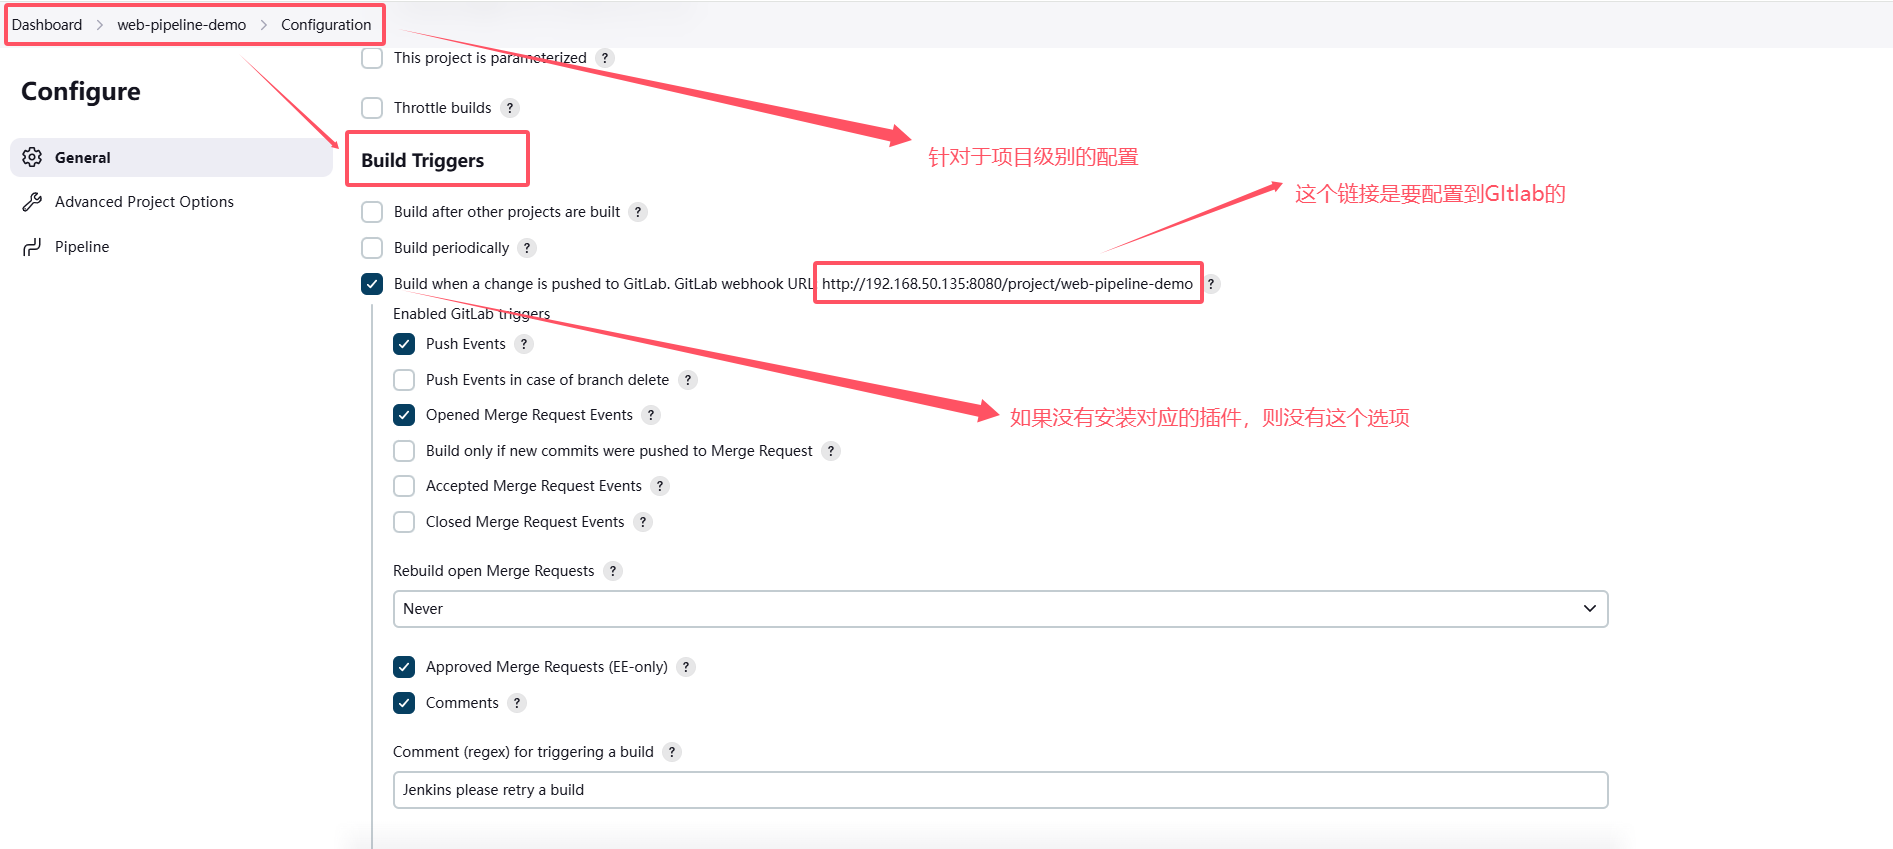 Dashboard > web-pipeline-demo > Configuration
This project is parameterized ?
Configure
Throttle builds ?
针对于项目级别的配置
General
Build Triggers
这个链接是要配置到GItlab的
Advanced Project Options
Build after other projects are built ?
Pipeline
Build periodically ?
Build when a change is pushed to GitLab. GitLab webhook URL http://192.168.50.135:8080/project/web-pipeline-demo ?
Enabled GitLab triggers
Push Events ?
Push Events in case of branch delete ?
Opened Merge Request Events ?
如果没有安装对应的插件，则没有这个选项
Build only if new commits were pushed to Merge Request ?
Accepted Merge Request Events ?
Closed Merge Request Events ?
Rebuild open Merge Requests ?
Never
Approved Merge Requests (EE-only) ?
Comments ?
Comment (regex) for triggering a build ?
Jenkins please retry a build